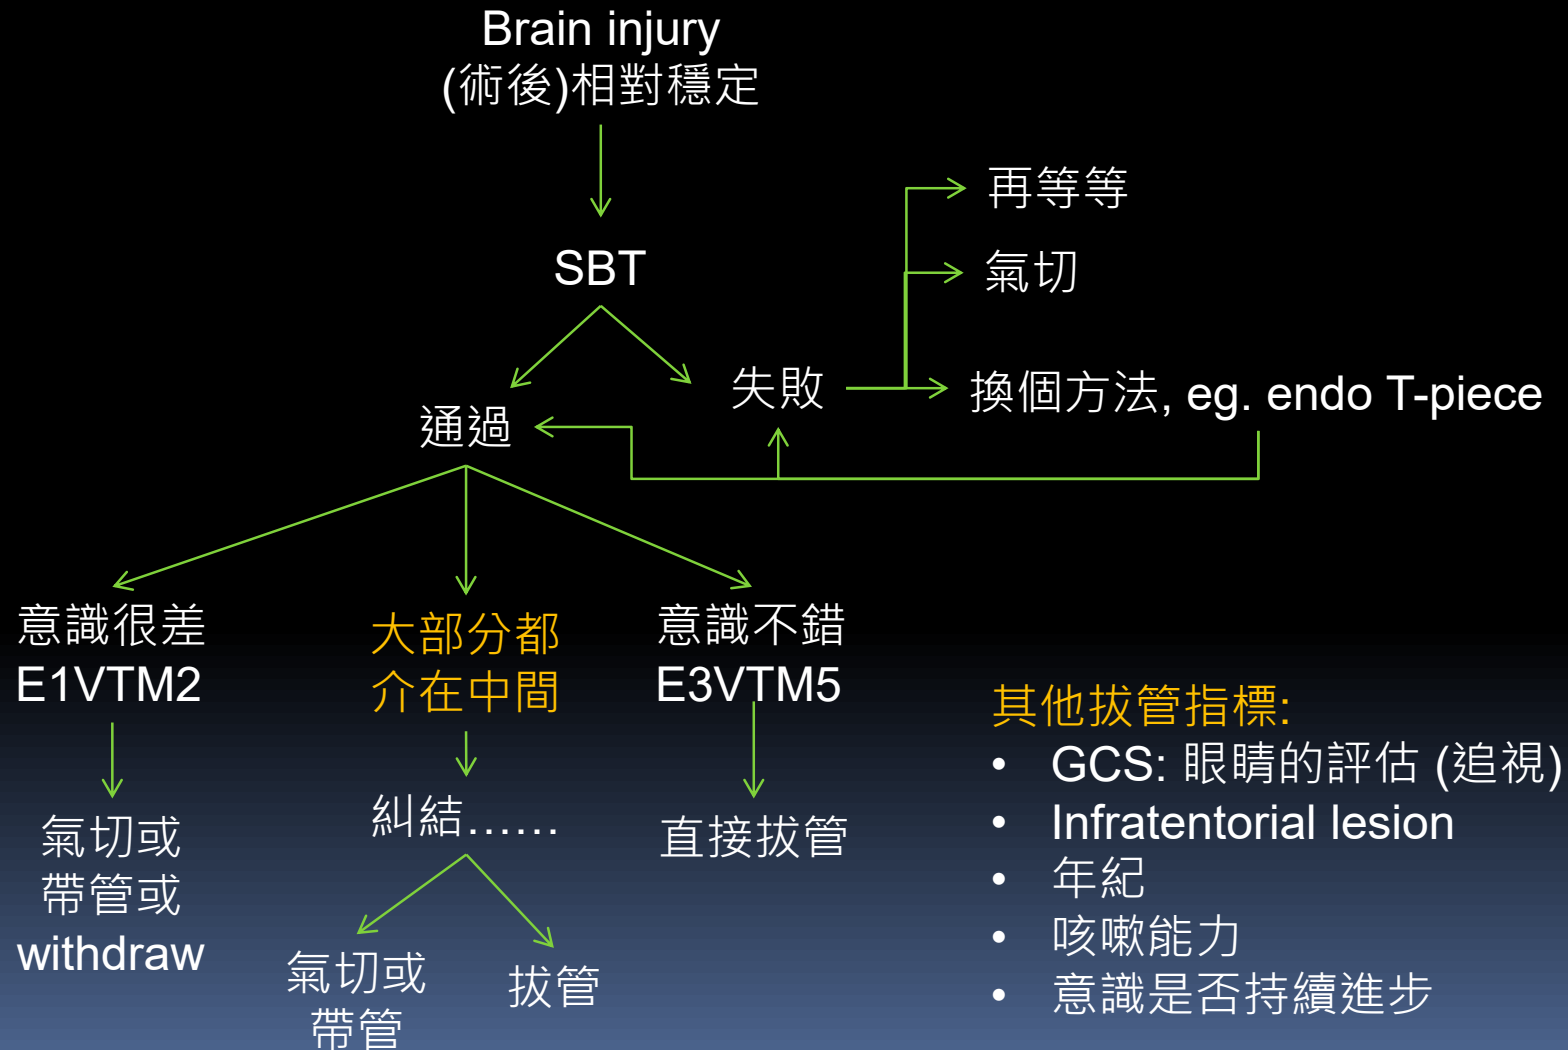 Brain injury
(術後)相對穩定
SBT
再等等
氣切
失敗
換個方法, eg. endo T-piece
通過
意識很差
E1VTM2
大部分都
介在中間
意識不錯
E3VTM5
氣切或
帶管或
withdraw
糾結……
直接拔管
氣切或
帶管
拔管
其他拔管指標:
• GCS: 眼睛的評估 (追視)
• Infratentorial lesion
• 年紀
• 咳嗽能力
• 意識是否持續進步